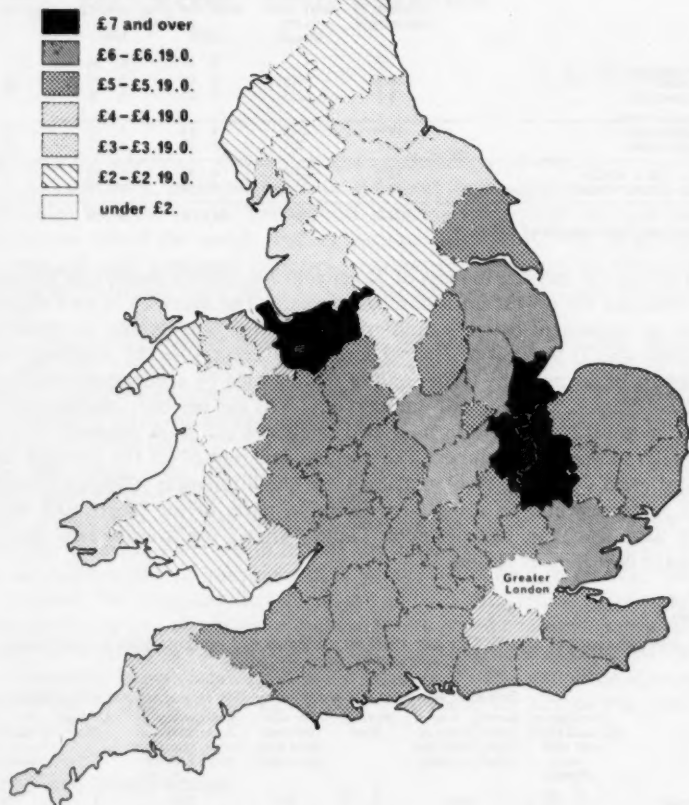 £7 and over
£6-£6.19.0.
£5-£5.19.0.
£4-£4.19.0.
£3-£3.19.0.
£2-£2.19.0.
under £2.
Greater
London